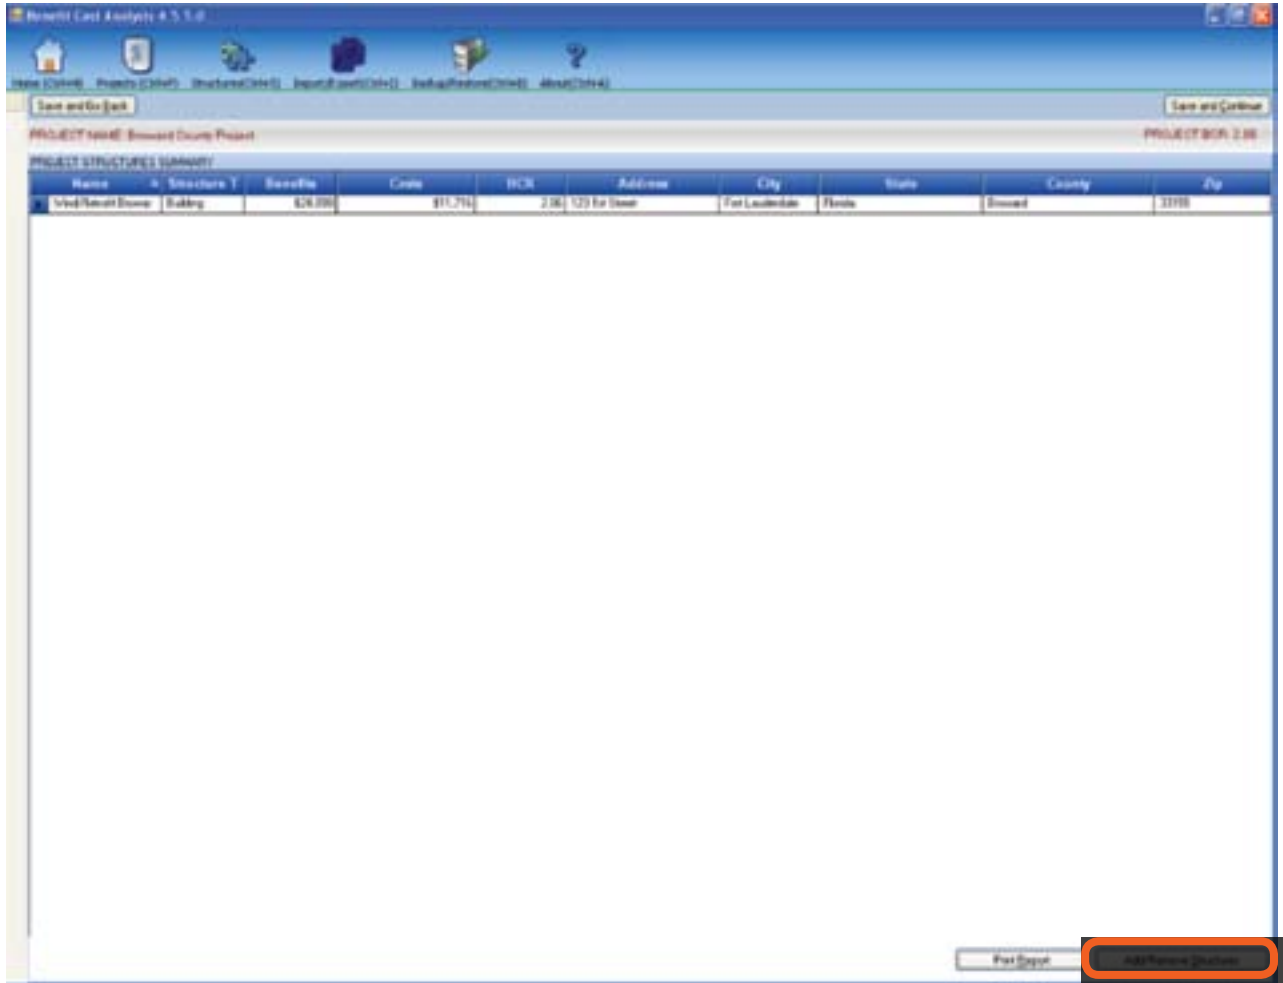 Benefit Cost Analysis 4.5.5.0
Home (Ctrl+H) Projects (Ctrl+P) Structures(Ctrl+S) Import/Export(Ctrl+I) Backup/Restore(Ctrl+B) About(Ctrl+A)
Save and Go Back Save and Continue
PROJECT NAME: Broward County Project PROJECT BCR:
PROJECT STRUCTURES SUMMARY
Name Structure T Benefits Costs BCR Address City State County Zip
Wind Retrofit Building 123 Street Fort Lauderdale Florida Broward
Print Report Add/Remove Structures